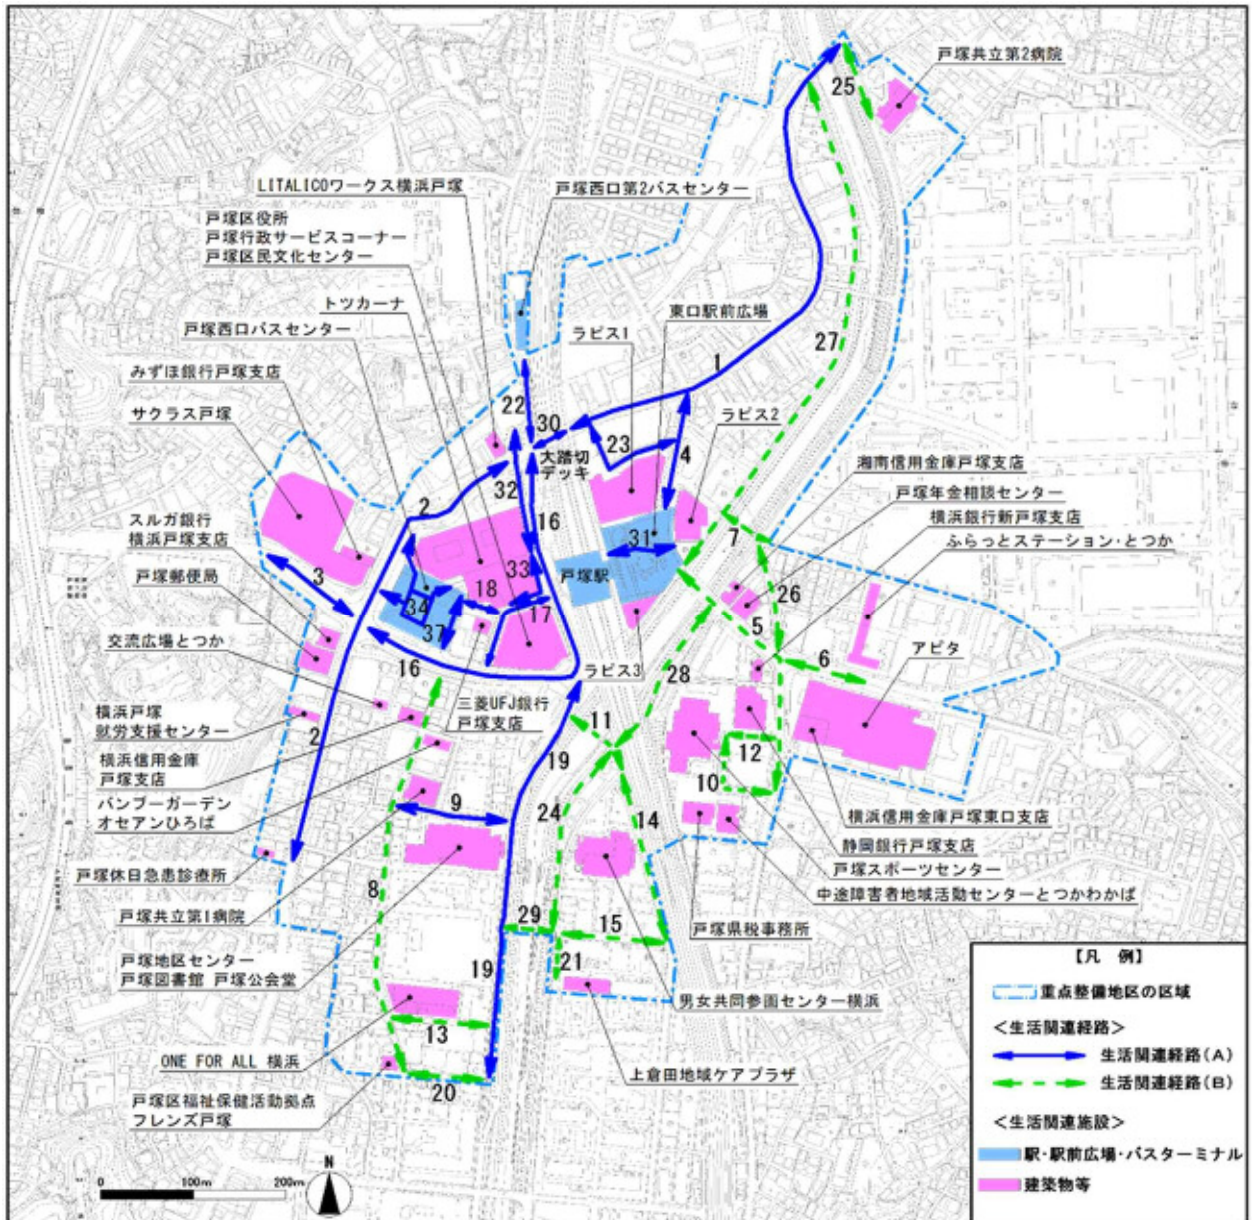 戸塚共立第2病院
25
LITALICOワークス横浜戸塚
戸塚西口第2バスセンター
戸塚区役所
戸塚行政サービスコーナー
戸塚区民文化センター
トツカーナ
東口駅前広場
戸塚西口バスセンター
ラピス1
27
1
みずほ銀行戸塚支店
サクラス戸塚
22
30
23
4
ラピス2
大踏切
デッキ
湘南信用金庫戸塚支店
戸塚年金相談センター
横浜銀行新戸塚支店
ふらっとステーション・とつか
2
32
16
スルガ銀行
横浜戸塚支店
7
31
戸塚駅
3
33
18
34
17
37
26
5
戸塚郵便局
交流広場とつか
16
ラピス3
28
6
アピタ
三菱UFJ銀行
戸塚支店
横浜戸塚
就労支援センター
2
11
19
12
横浜信用金庫
戸塚支店
バンブーガーデン
オセアンひろば
9
24
14
10
横浜信用金庫戸塚東口支店
静岡銀行戸塚支店
戸塚スポーツセンター
中途障害者地域活動センターとつかわかば
戸塚休日急患診療所
8
戸塚共立第1病院
29
15
戸塚県税事務所
戸塚地区センター
戸塚図書館 戸塚公会堂
19
21
男女共同参画センター横浜
13
ONE FOR ALL 横浜
上倉田地域ケアプラザ
20
戸塚区福祉保健活動拠点
フレンズ戸塚
N
0 100m 200m
【凡 例】
重点整備地区の区域
＜生活関連経路＞
生活関連経路(A)
生活関連経路(B)
＜生活関連施設＞
駅・駅前広場・バスターミナル
建築物等